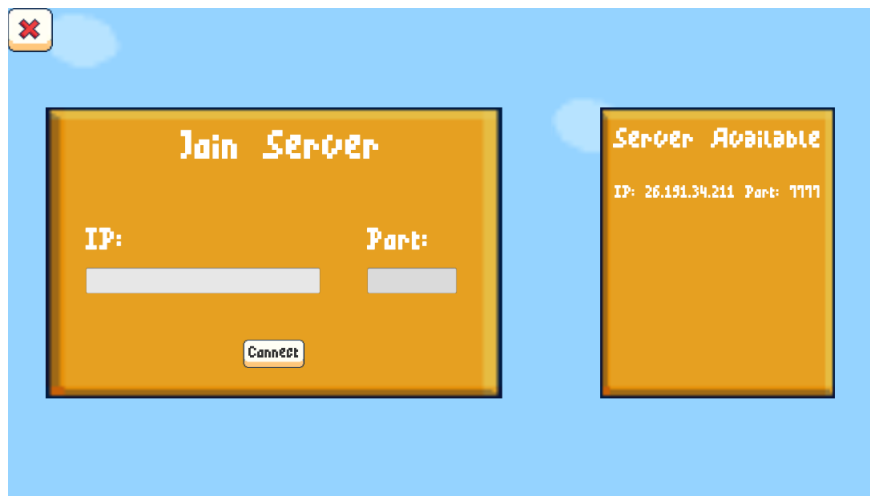 Join Server
IP:
Port:
Connect
Server Available
IP: 26.191.34.211 Port: 7777